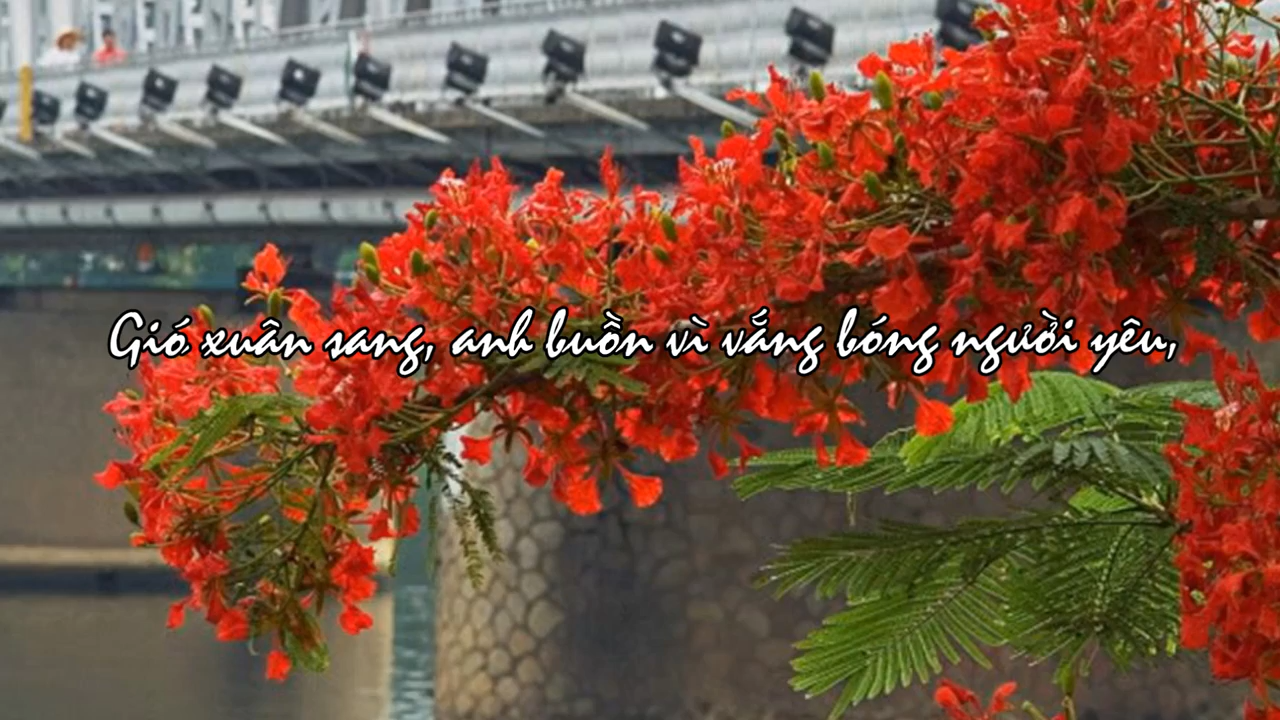 Gió xuân sang, anh buồn vì vắng bóng người yêu,